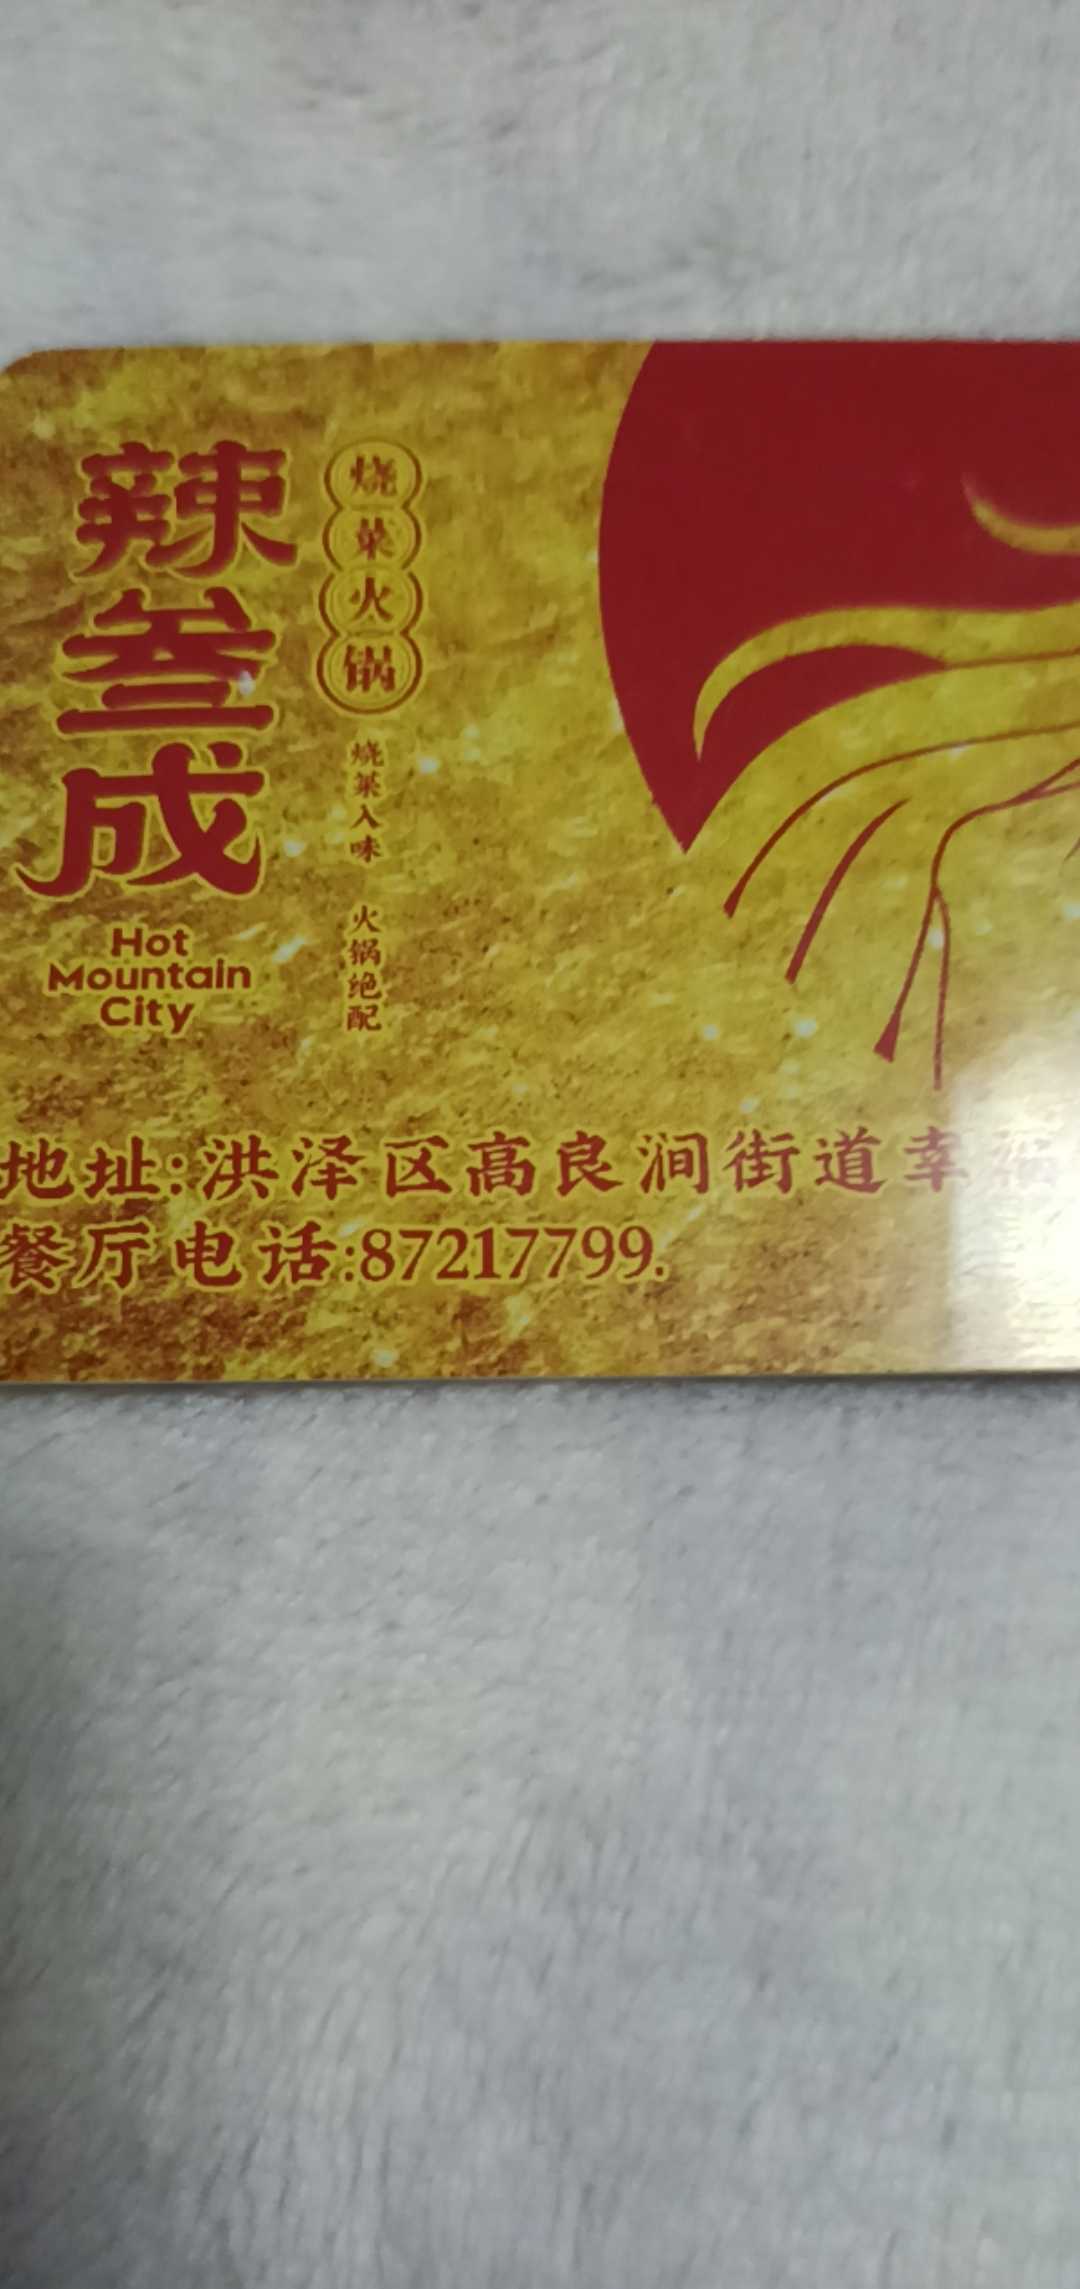 辣叁成
烧菜火锅
烧菜入味 火锅绝配
Hot
Mountain
City
地址:洪泽区高良涧街道幸福
餐厅电话:87217799.